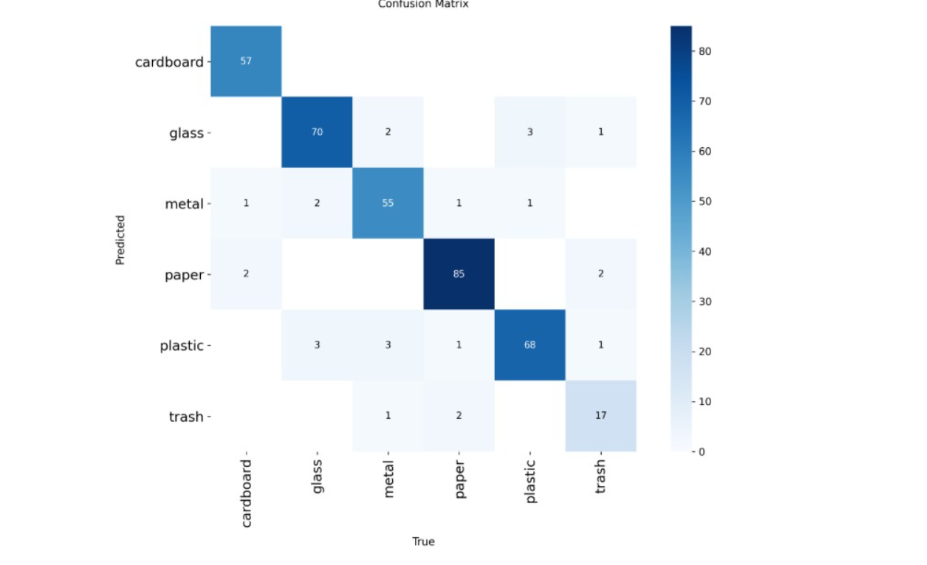 Confusion Matrix
cardboard 57
glass 70 2 3 1
metal 1 2 55 1 1
paper 2 85 2
plastic 3 3 1 68 1
trash 1 2 17
cardboard glass metal paper plastic trash
True
Predicted
80
70
60
50
40
30
20
10
0